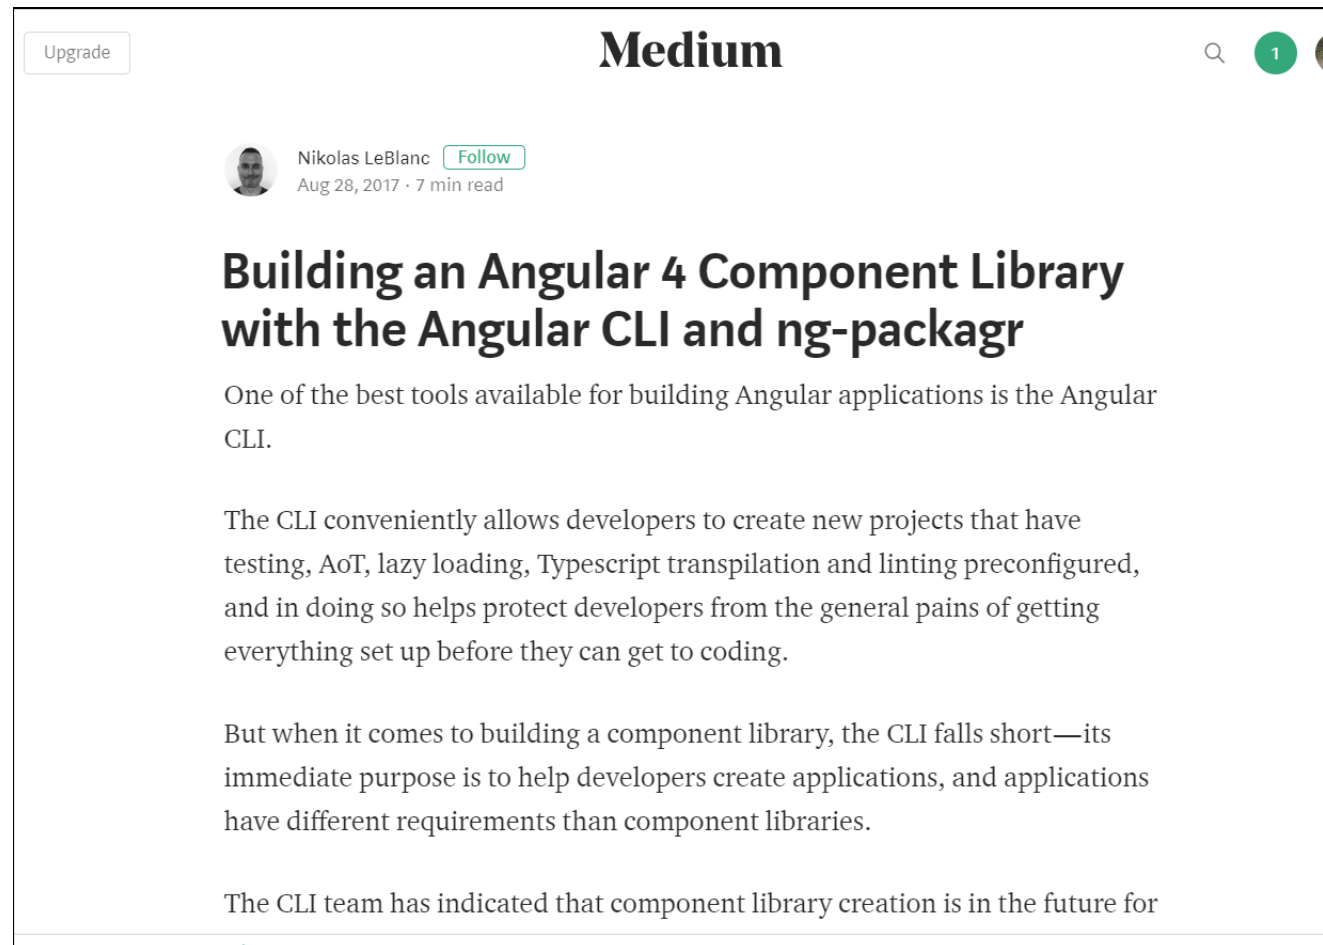 Upgrade
Medium
1
Nikolas LeBlanc Follow
Aug 28, 2017 · 7 min read
Building an Angular 4 Component Library
with the Angular CLI and ng-packagr
One of the best tools available for building Angular applications is the Angular
CLI.
The CLI conveniently allows developers to create new projects that have
testing, AoT, lazy loading, Typescript transpilation and linting preconfigured,
and in doing so helps protect developers from the general pains of getting
everything set up before they can get to coding.
But when it comes to building a component library, the CLI falls short—its
immediate purpose is to help developers create applications, and applications
have different requirements than component libraries.
The CLI team has indicated that component library creation is in the future for